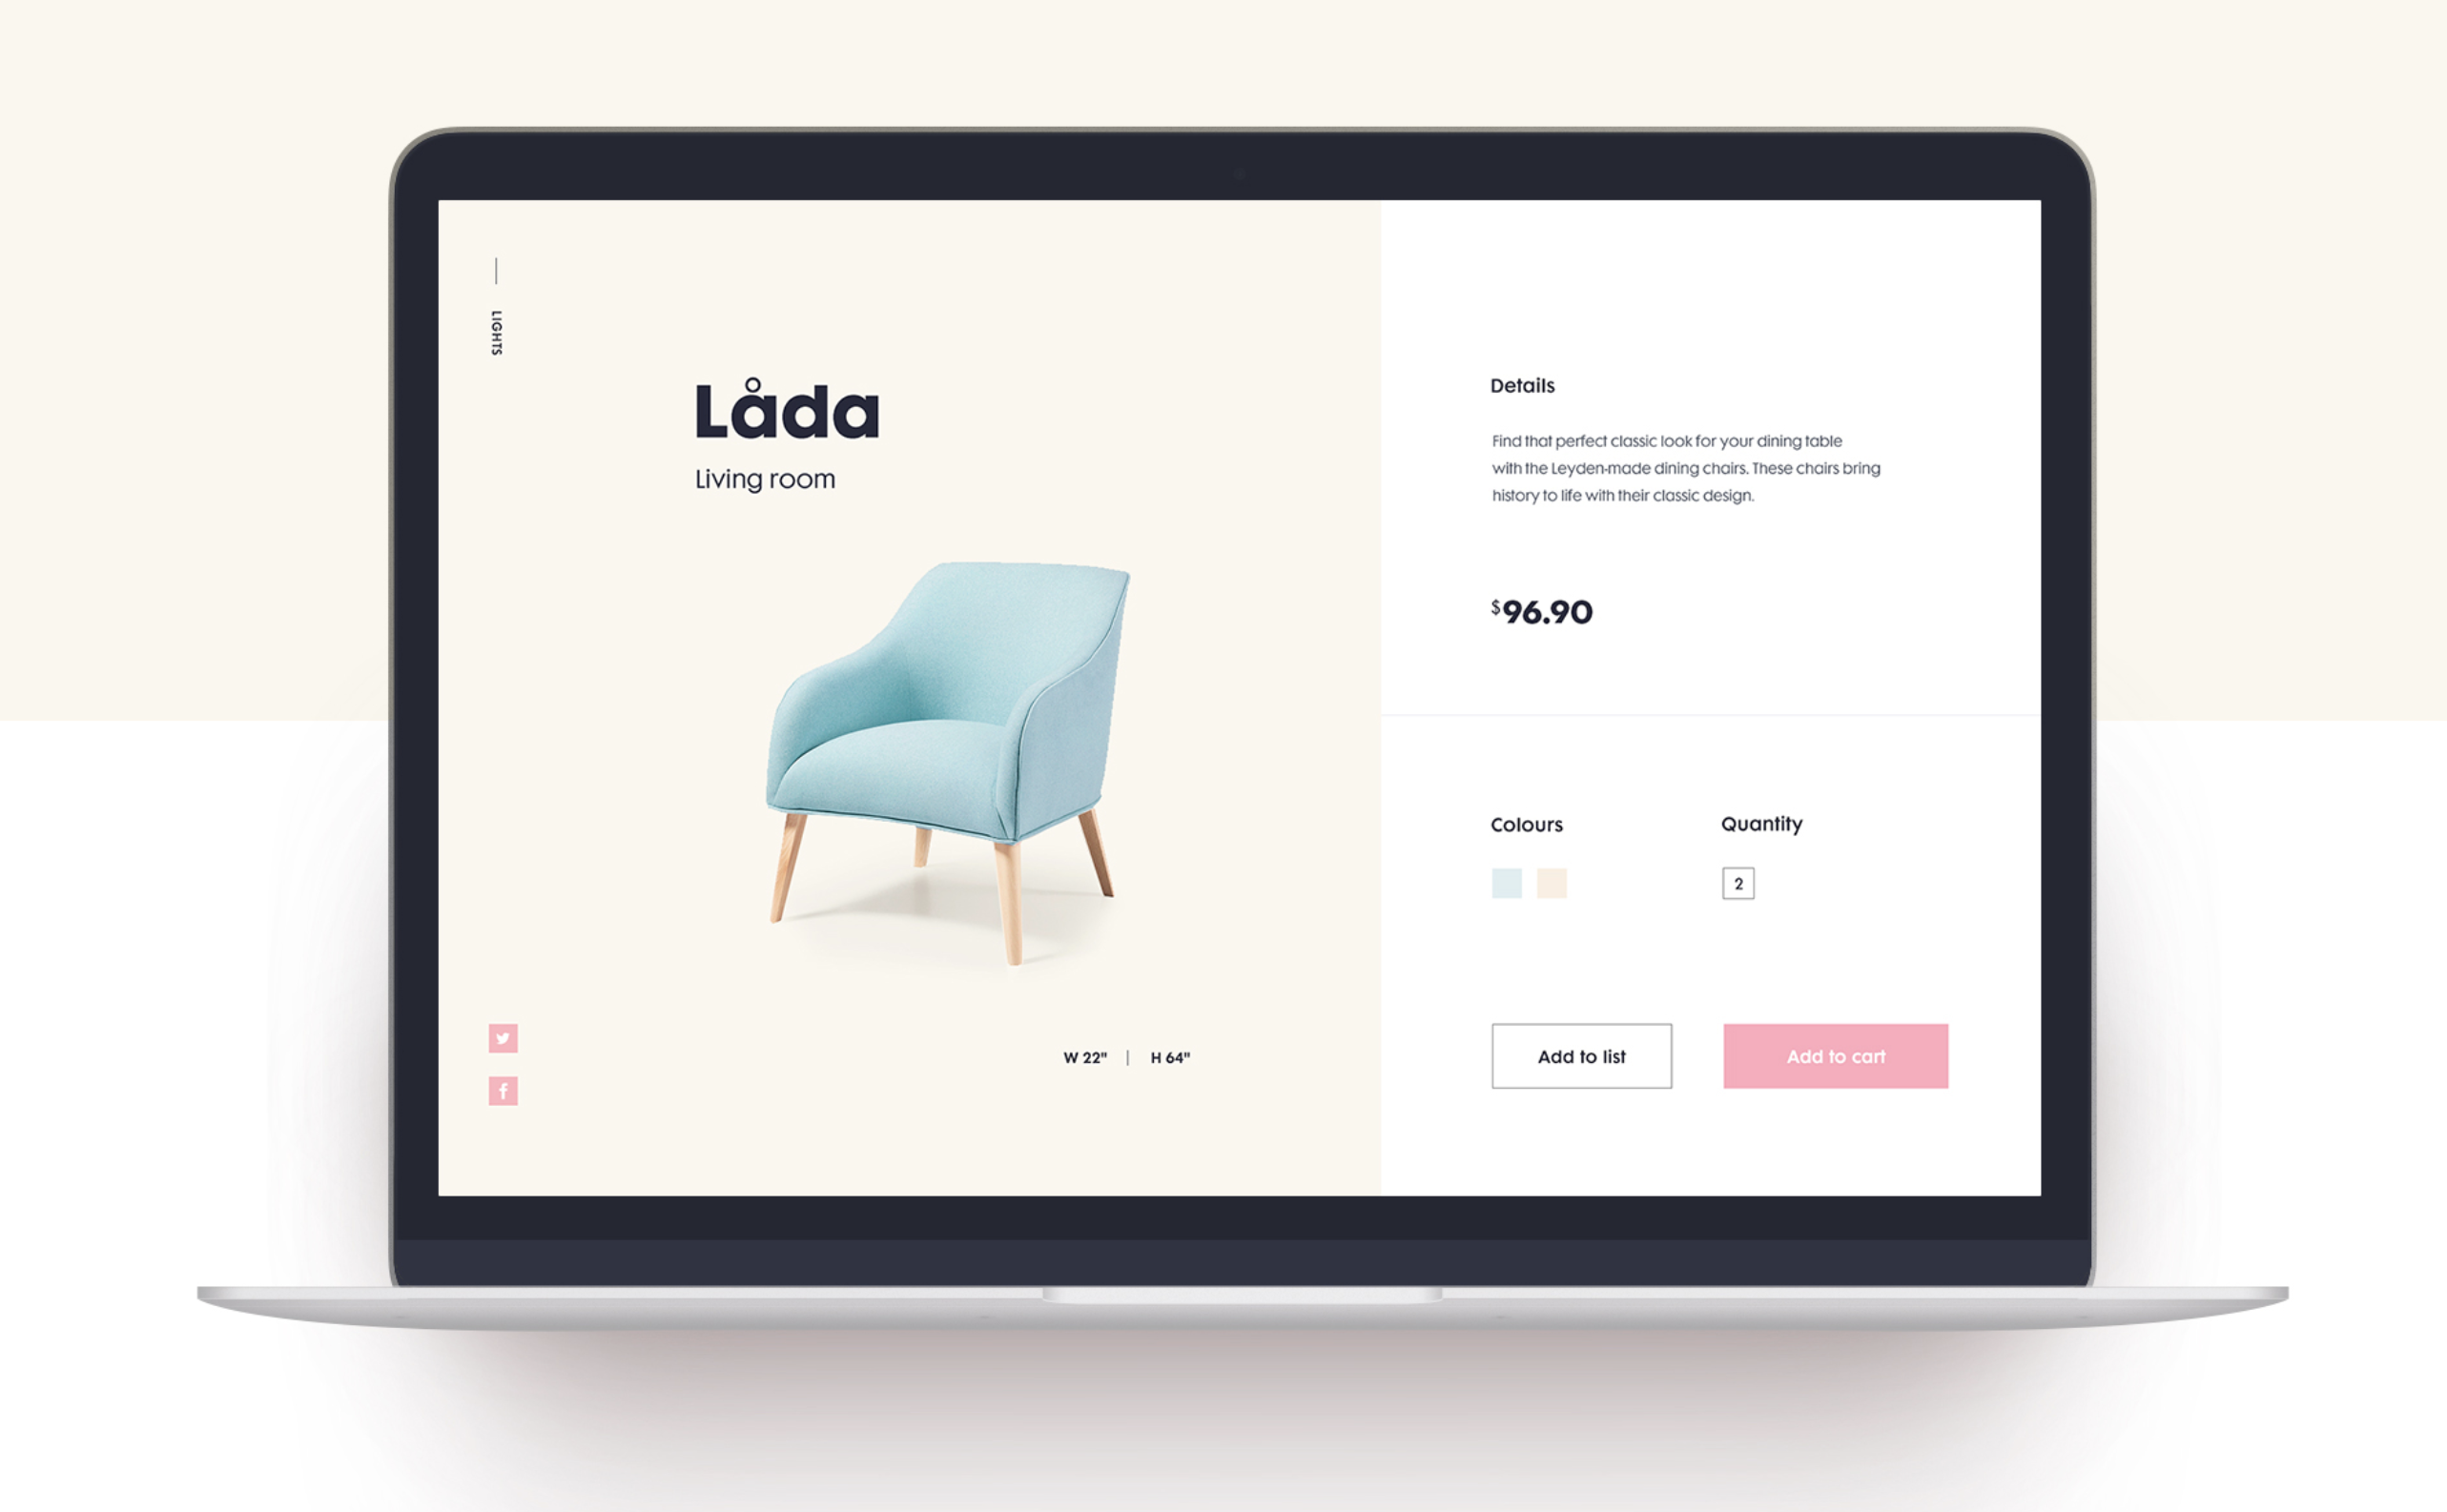 LIGHTS
Låda
Living room
W 22" | H 64"
Details
Find that perfect classic look for your dining table
with the Leyden-made dining chairs. These chairs bring
history to life with their classic design.
$96.90
Colours
Quantity
2
Add to list
Add to cart